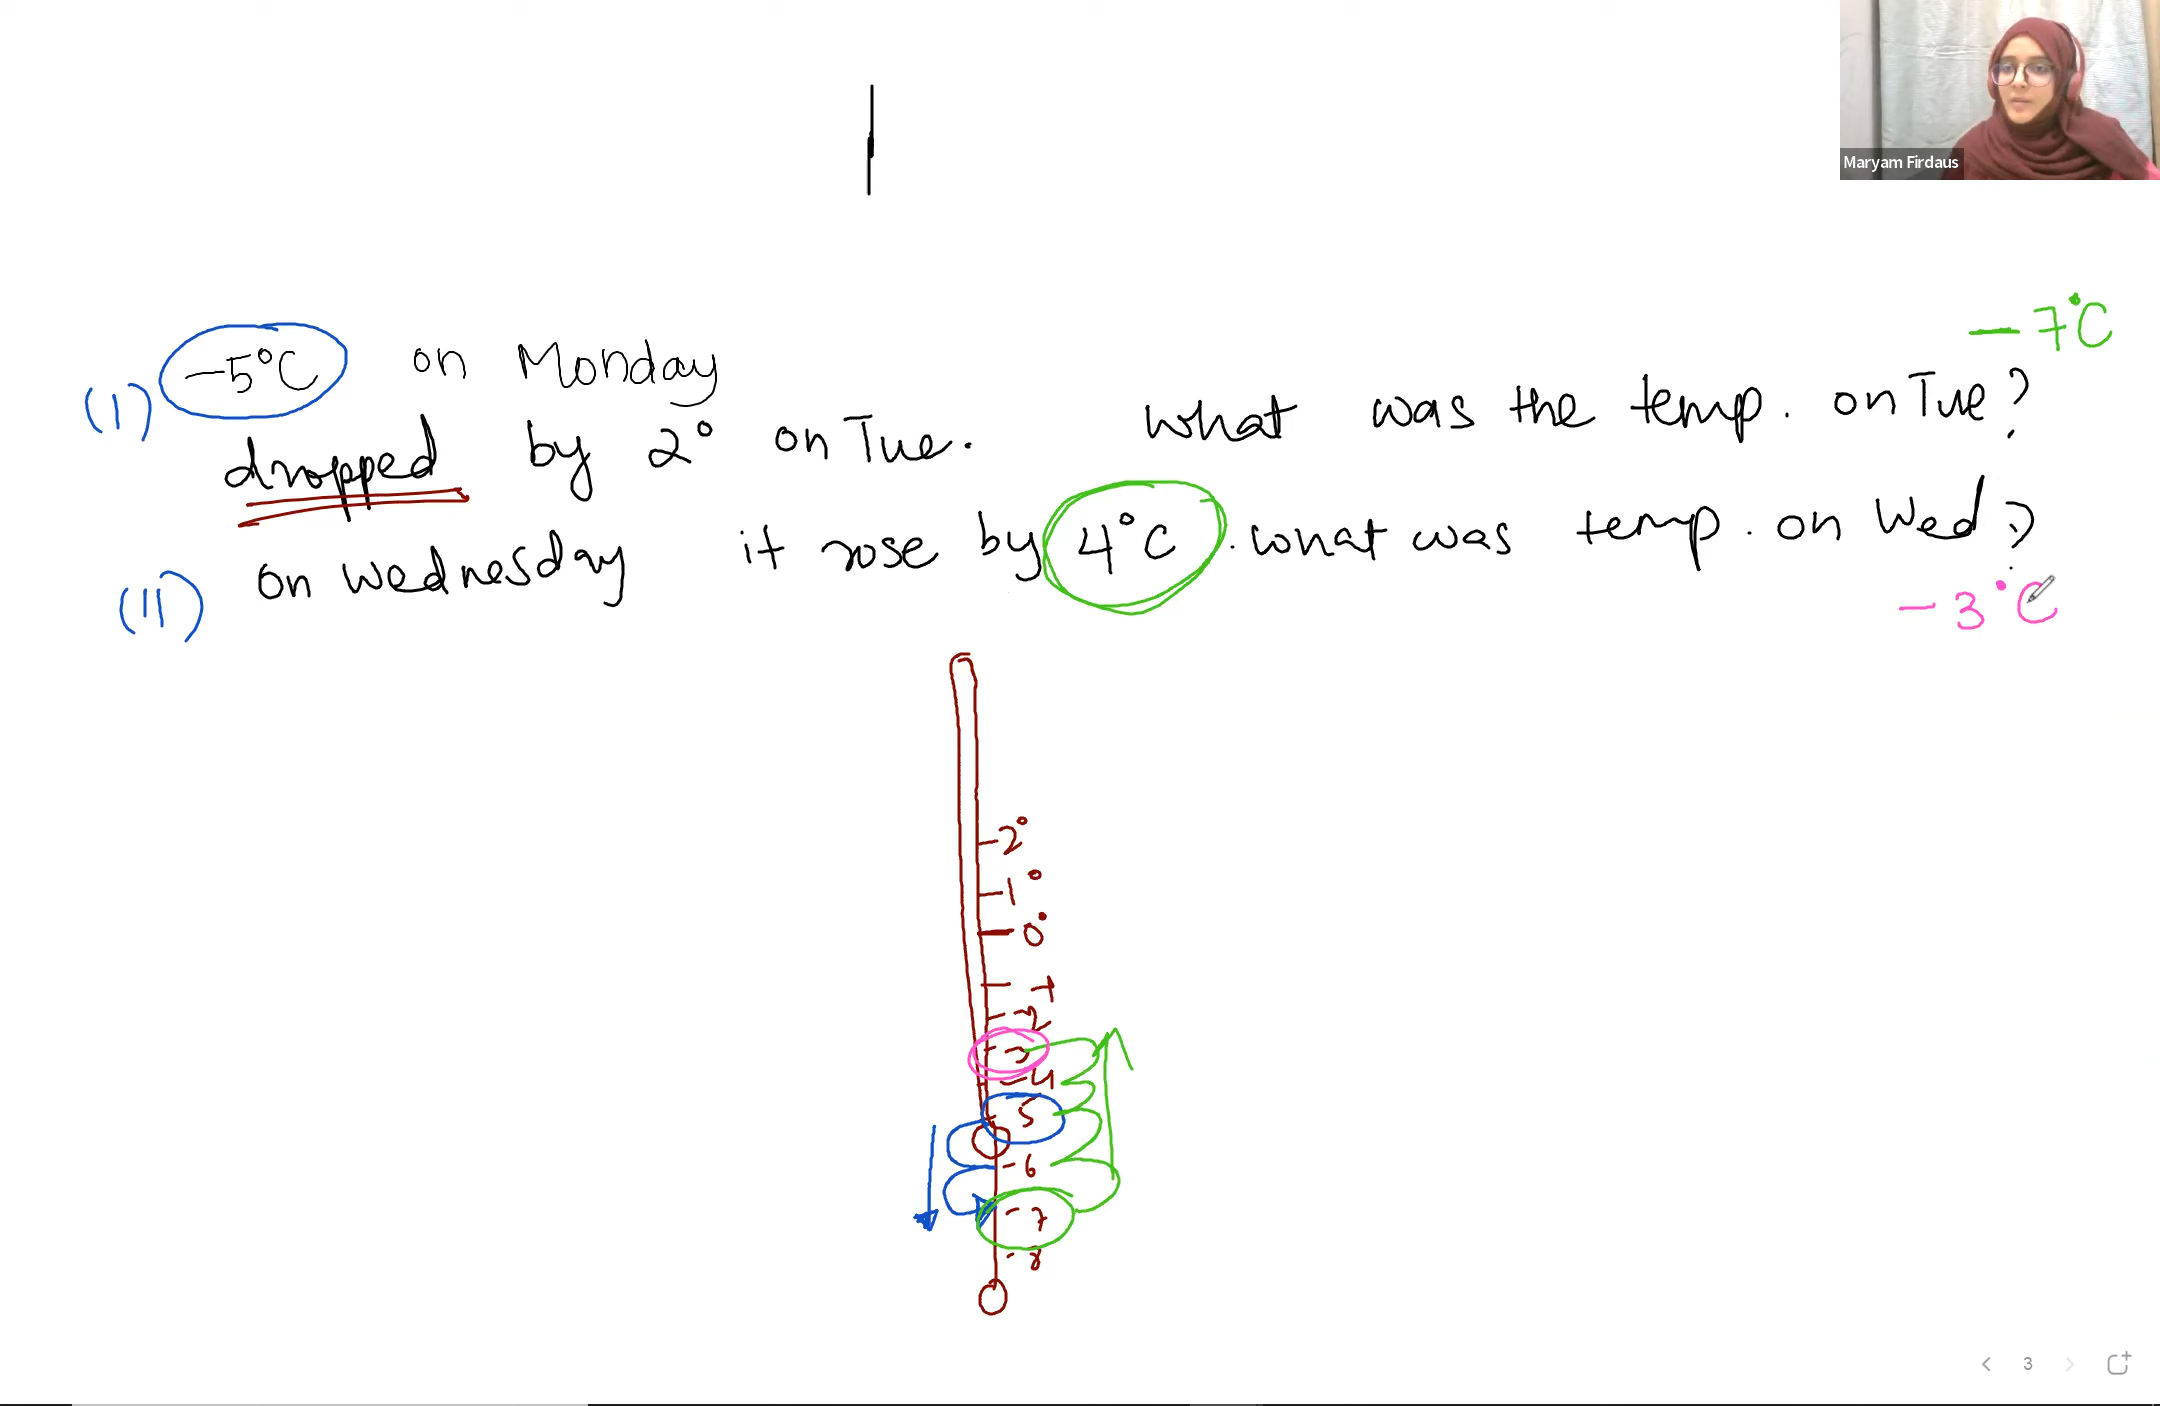 Maryam Firdaus
-7°C
(I) -5°C on Monday
dropped by 2° on Tue. What was the temp. on Tue?
(II) on wednesday it rose by 4°C. What was temp. on Wed?
-3°C
2°
1°
0°
-1
-2
-3
-4
5
-6
-7
-8
3